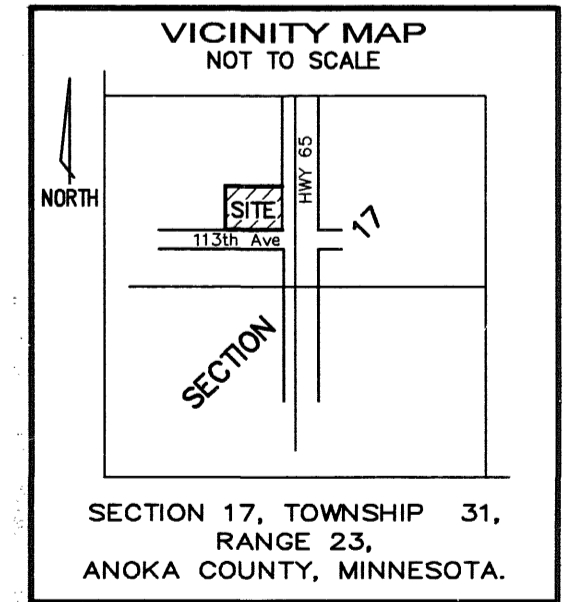 VICINITY MAP
NOT TO SCALE
NORTH
HWY 65
SITE
113th Ave
17
SECTION
SECTION 17, TOWNSHIP 31,
RANGE 23,
ANOKA COUNTY, MINNESOTA.